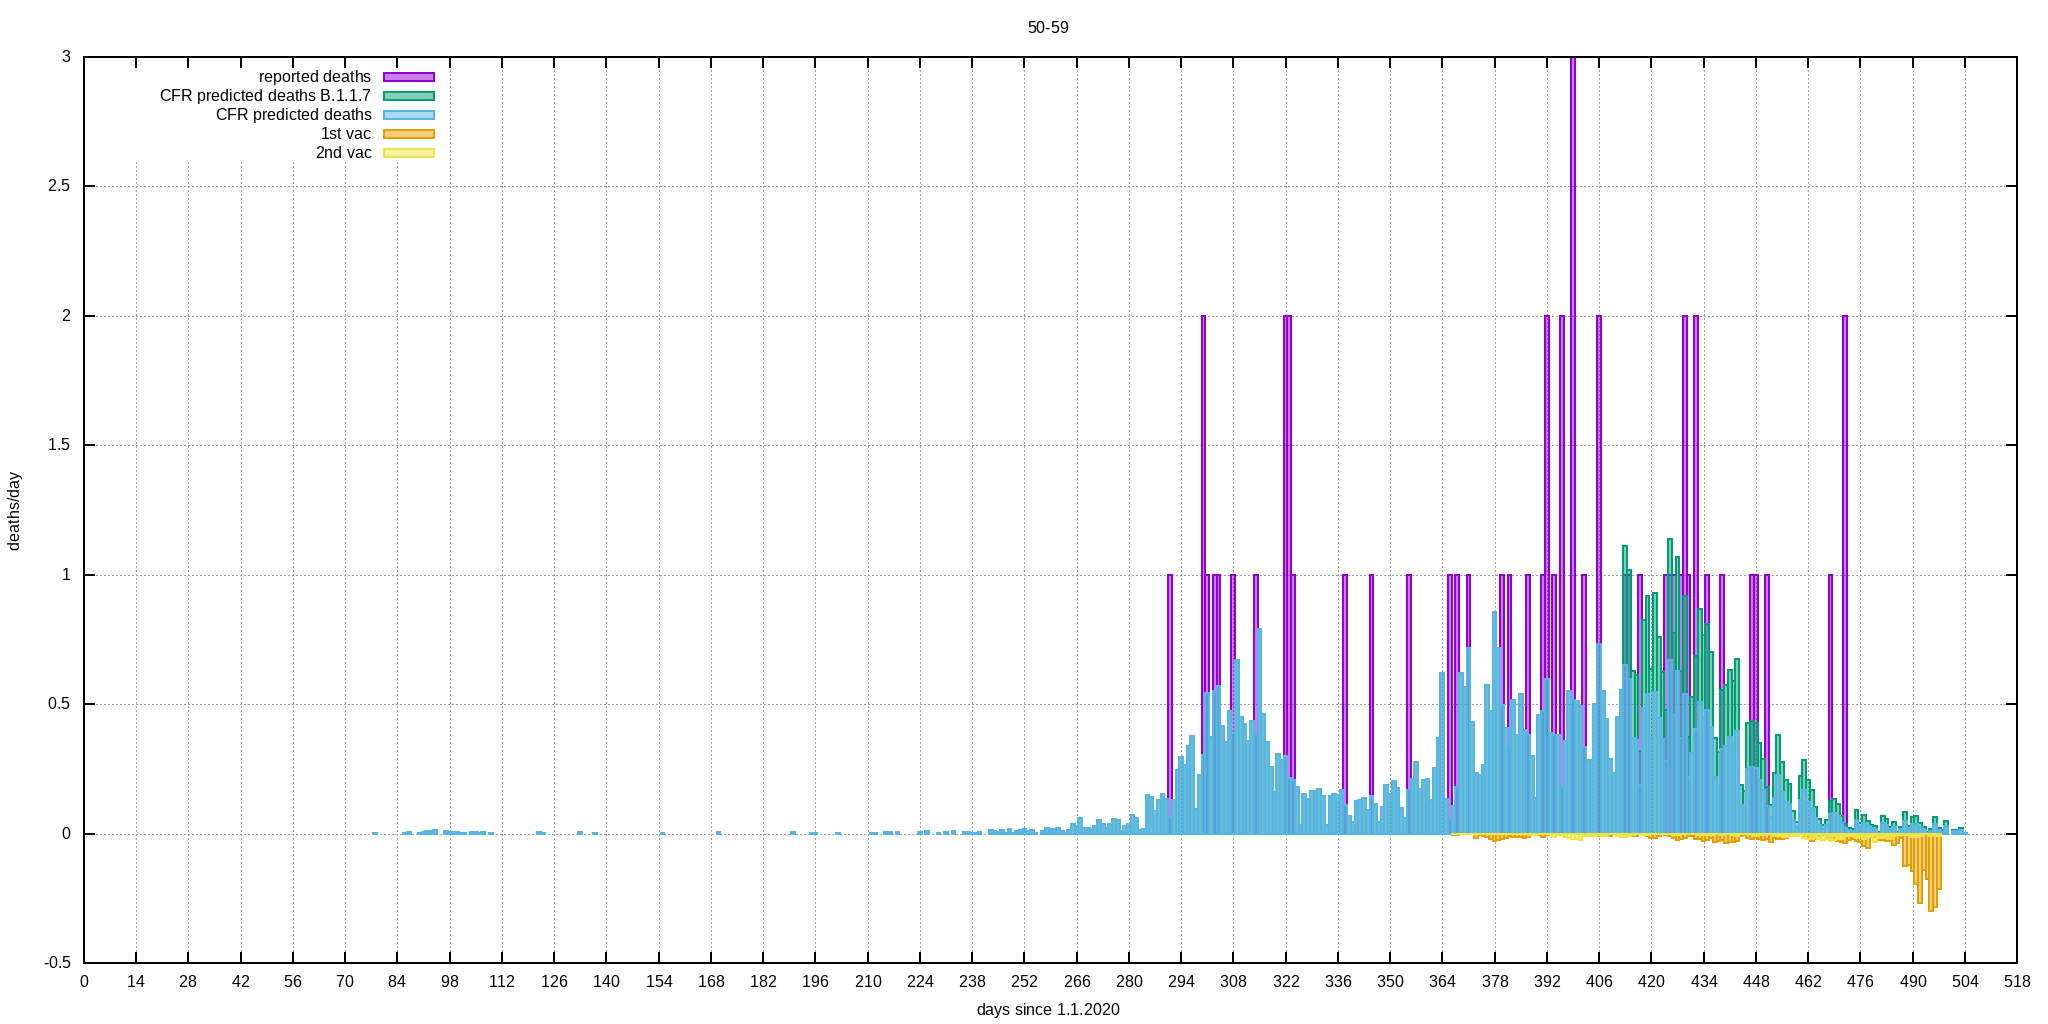 50-59
3
reported deaths
CFR predicted deaths B.1.1.7
CFR predicted deaths
1st vac
2nd vac
2.5
2
1.5
deaths/day
1
0.5
0
-0.5
0 14 28 42 56 70 84 98 112 126 140 154 168 182 196 210 224 238 252 266 280 294 308 322 336 350 364 378 392 406 420 434 448 462 476 490 504 518
days since 1.1.2020